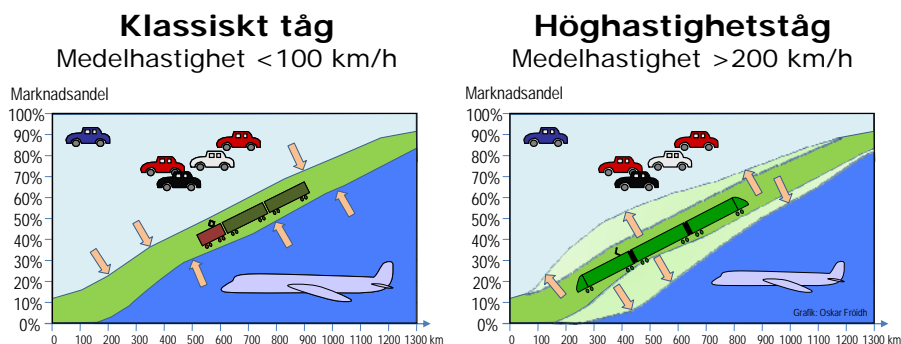 Klassiskt tåg
Medelhastighet <100 km/h
Marknadsandel
100%
90%
80%
70%
60%
50%
40%
30%
20%
10%
0%
0 100 200 300 400 500 600 700 800 900 1000 1100 1200 1300 km
Höghastighetståg
Medelhastighet >200 km/h
Marknadsandel
100%
90%
80%
70%
60%
50%
40%
30%
20%
10%
0%
Grafik: Oskar Fröidh
0 100 200 300 400 500 600 700 800 900 1000 1100 1200 1300 km